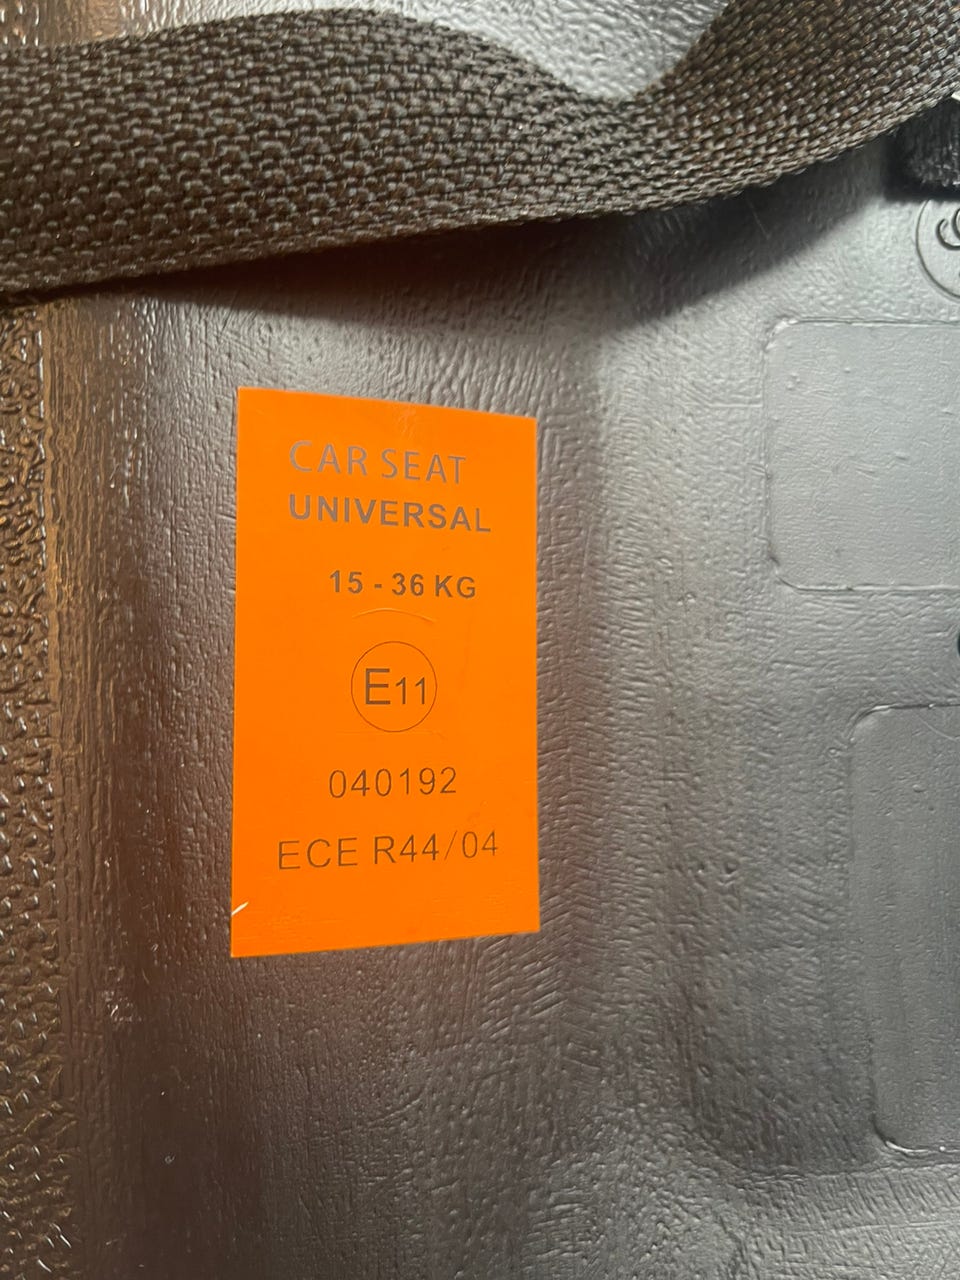 CAR SEAT
UNIVERSAL
15 - 36 KG
E11
040192
ECE R44/04